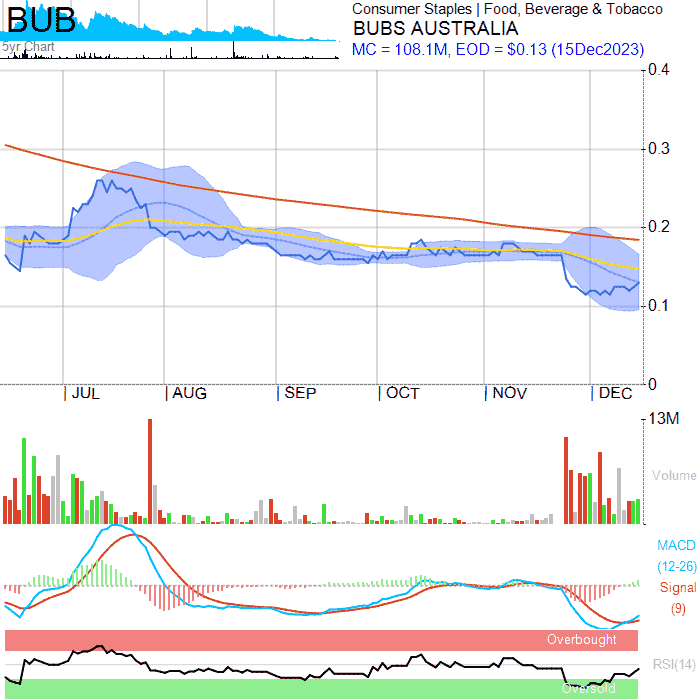 BUB
5yr Chart
Consumer Staples | Food, Beverage & Tobacco
BUBS AUSTRALIA
MC = 108.1M, EOD = $0.13 (15Dec2023)
0.4
0.3
0.2
0.1
0
| JUL | AUG | SEP | OCT | NOV | DEC
13M
Volume
MACD
(12-26)
Signal
(9)
Overbought
RSI(14)
Oversold